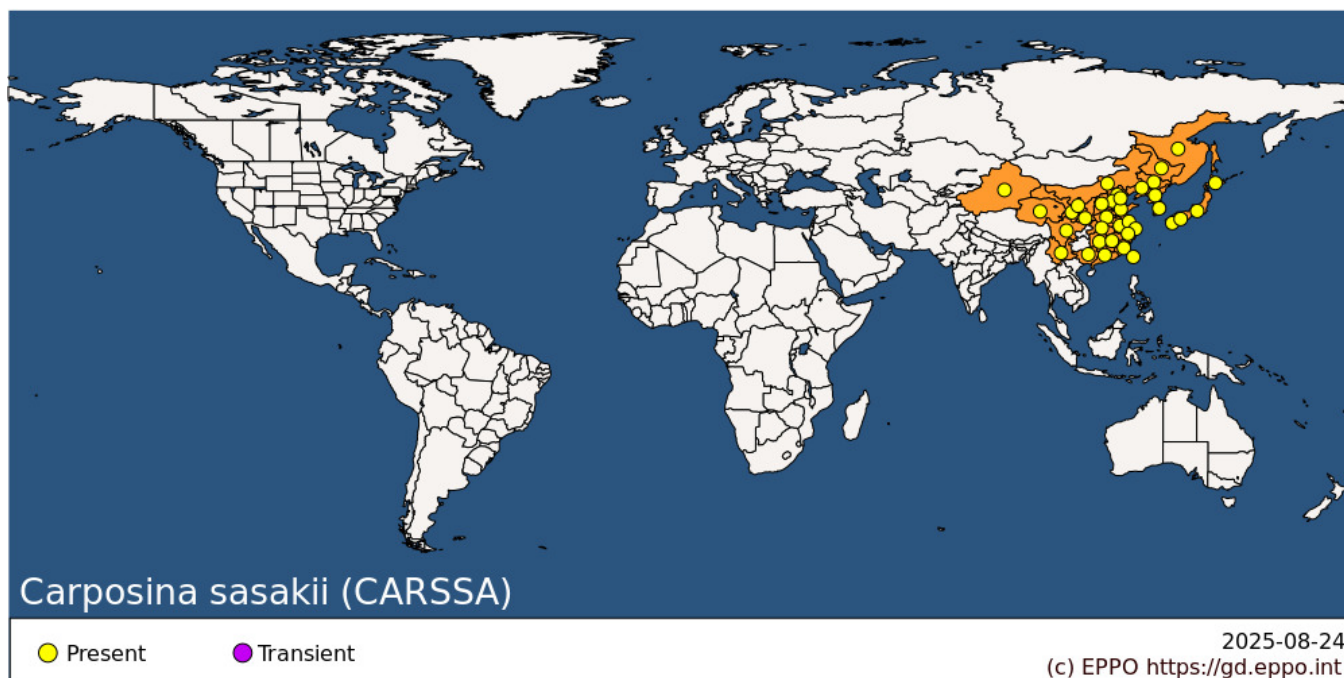 Carposina sasakii (CARSSA)
Present
Transient
2025-08-24
(c) EPPO https://gd.eppo.int